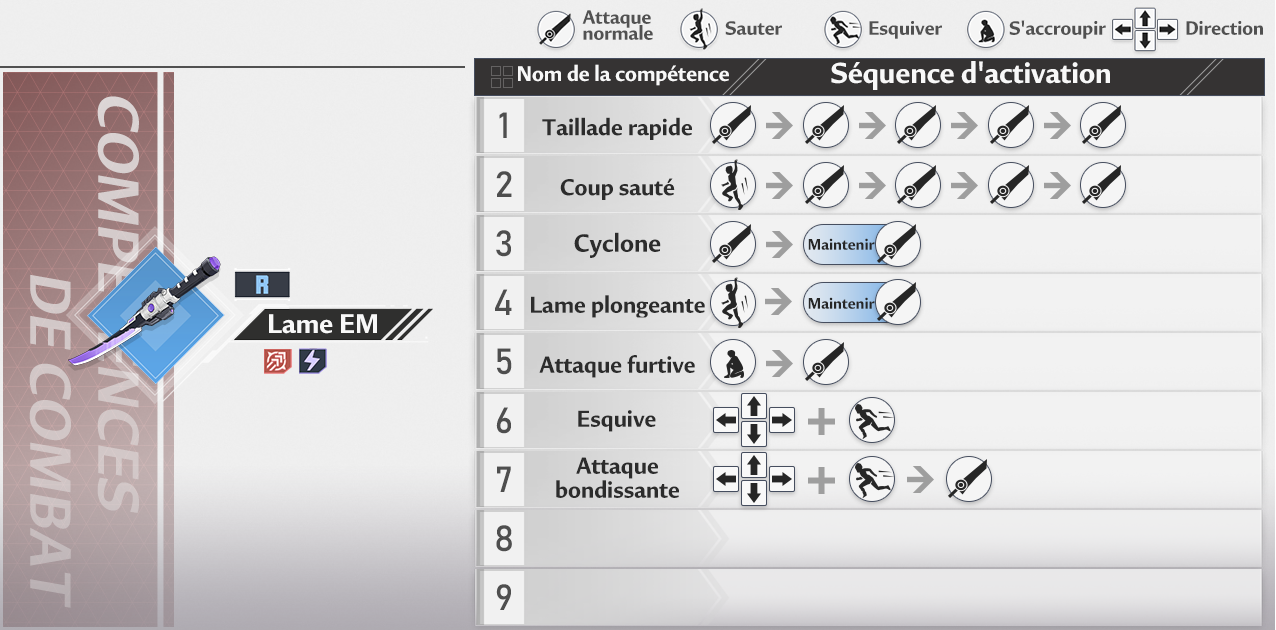 Attaque
normale
Sauter
Esquiver
S'accroupir
Direction
Nom de la compétence
Séquence d'activation
COMPÉTENCES
DE COMBAT
R
Lame EM
1 Taillade rapide
2 Coup sauté
3 Cyclone Maintenir
4 Lame plongeante Maintenir
5 Attaque furtive
6 Esquive
7 Attaque
bondissante
8
9